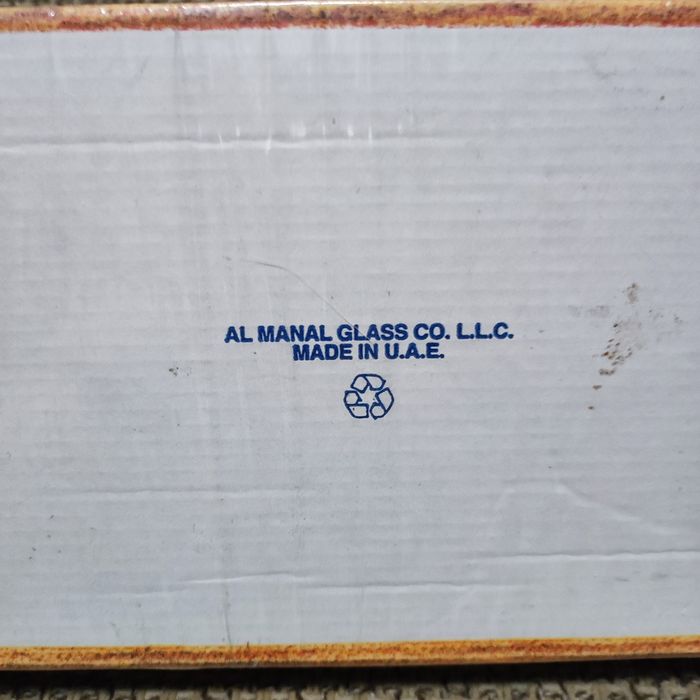 AL MANAL GLASS CO. L.L.C.
MADE IN U.A.E.